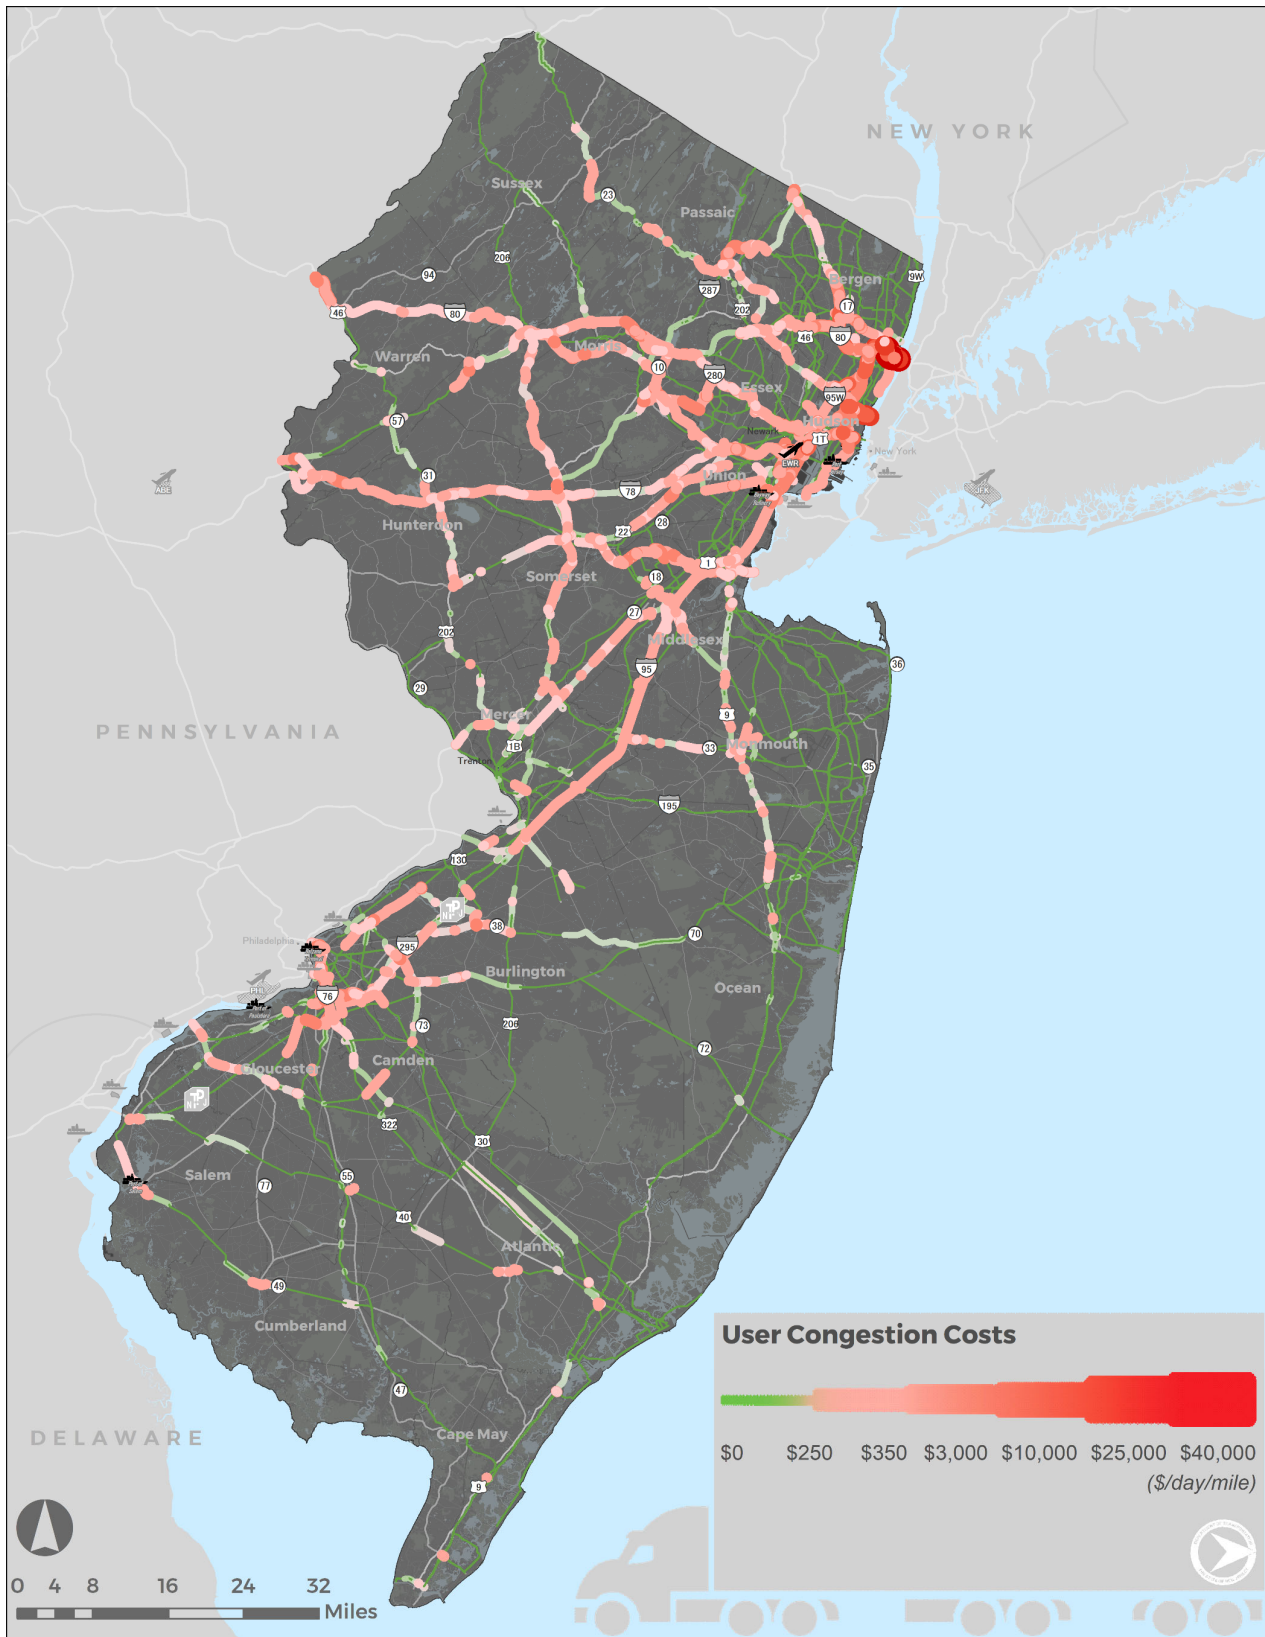 NEW YORK
Sussex
23
Passaic
206
94
9W
Bergen
287
17
202
46
80
46
80
Morris
Warren
10
280
Essex
95W
57
Hudson
Newark
1T
New York
EWR
ABE
JFK
31
Union
78
Hunterdon
28
22
1
Somerset
18
27
202
Middlesex
36
95
29
PENNSYLVANIA
Mercer
9
1B
33
Monmouth
Trenton
35
195
130
38
70
Philadelphia
295
Burlington
PHL
76
Ocean
73
206
72
Camden
Gloucester
322
30
Salem
55
77
40
Atlantic
49
Cumberland
47
DELAWARE
Cape May
9
User Congestion Costs
$0 $250 $350 $3,000 $10,000 $25,000 $40,000
($/day/mile)
0 4 8 16 24 32
Miles